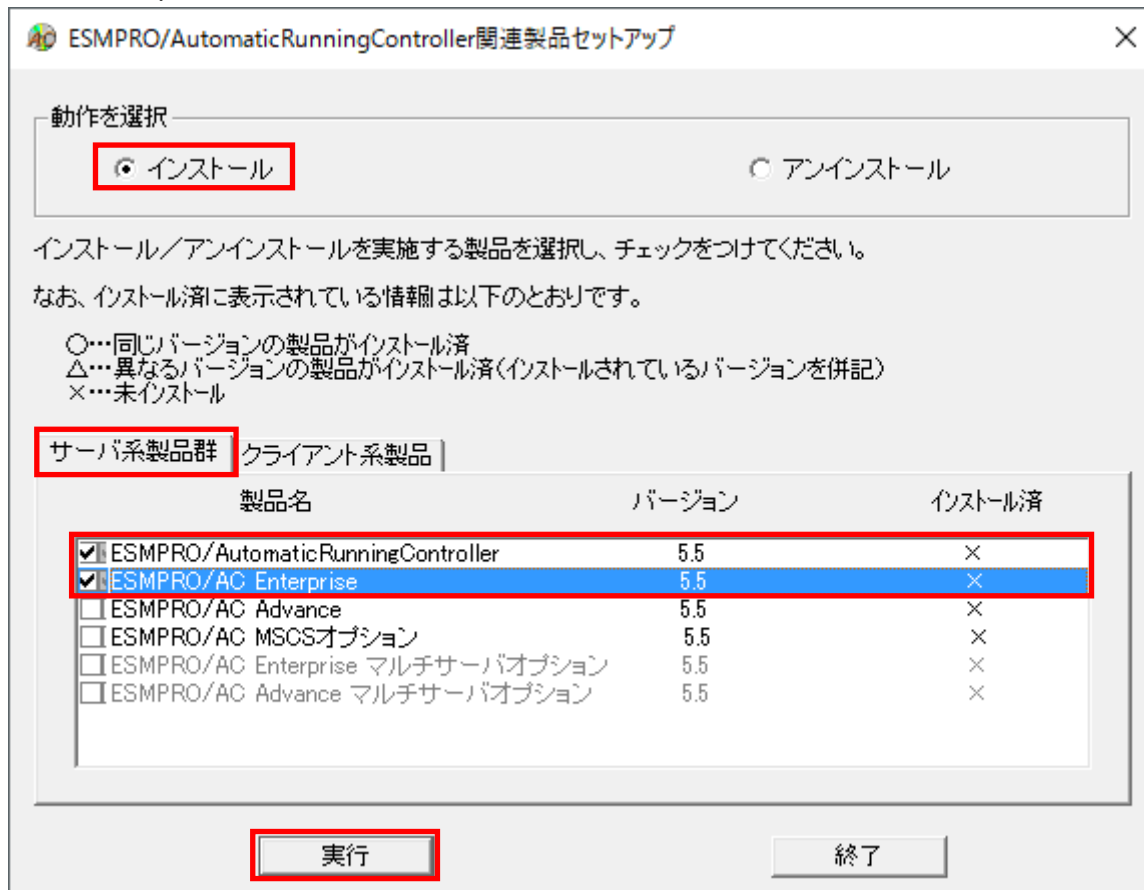 ESMPRO/AutomaticRunningController関連製品セットアップ
動作を選択
インストール アンインストール
インストール／アンインストールを実施する製品を選択し、チェックをつけてください。
なお、インストール済に表示されている情報は以下のとおりです。
○…同じバージョンの製品がインストール済
△…異なるバージョンの製品がインストール済(インストールされているバージョンを併記)
×…未インストール
サーバ系製品群 クライアント系製品
製品名 バージョン インストール済
ESMPRO/AutomaticRunningController 5.5 ×
ESMPRO/AC Enterprise 5.5 ×
ESMPRO/AC Advance 5.5 ×
ESMPRO/AC MSCSオプション 5.5 ×
ESMPRO/AC Enterprise マルチサーバオプション 5.5 ×
ESMPRO/AC Advance マルチサーバオプション 5.5 ×
実行 終了